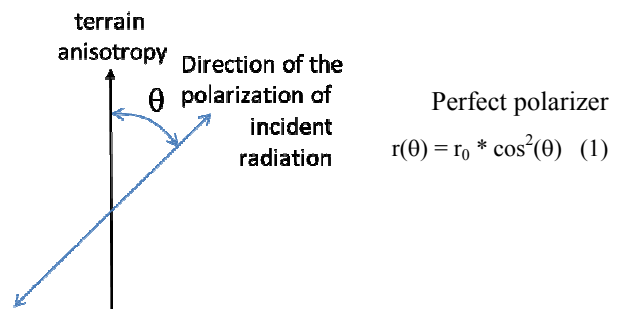 terrain
anisotropy
θ
Direction of the
polarization of
incident
radiation
Perfect polarizer
r(θ) = r₀ * cos²(θ) (1)